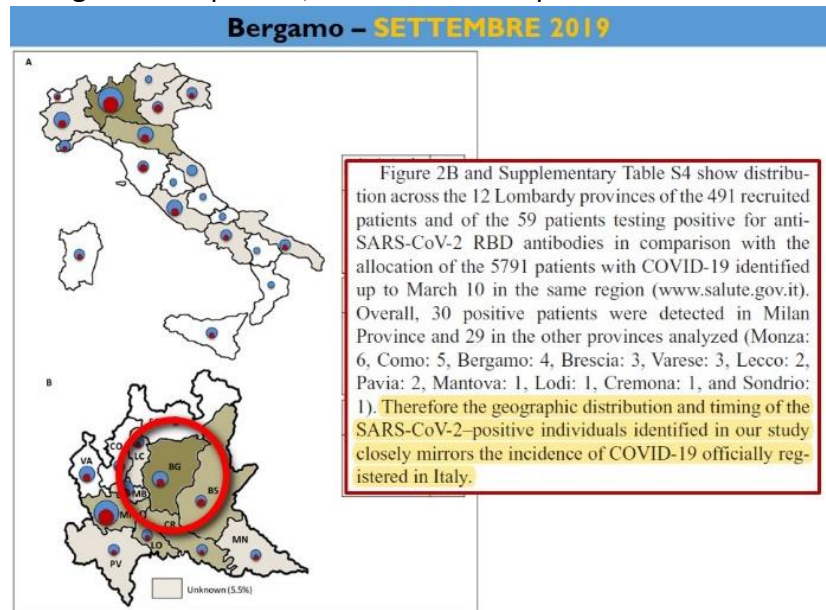 Bergamo – SETTEMBRE 2019
A
Figure 2B and Supplementary Table S4 show distribu-
tion across the 12 Lombardy provinces of the 491 recruited
patients and of the 59 patients testing positive for anti-
SARS-CoV-2 RBD antibodies in comparison with the
allocation of the 5791 patients with COVID-19 identified
up to March 10 in the same region (www.salute.gov.it).
Overall, 30 positive patients were detected in Milan
Province and 29 in the other provinces analyzed (Monza:
6, Como: 5, Bergamo: 4, Brescia: 3, Varese: 3, Lecco: 2,
Pavia: 2, Mantova: 1, Lodi: 1, Cremona: 1, and Sondrio:
1). Therefore the geographic distribution and timing of the
SARS-CoV-2–positive individuals identified in our study
closely mirrors the incidence of COVID-19 officially reg-
istered in Italy.
B
CO
LC
VA
BG
MB
BS
CR
LO
MN
PV
Unknown (5.5%)